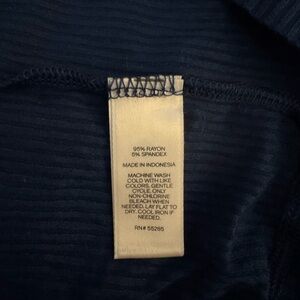 95% RAYON
5% SPANDEX
MADE IN INDONESIA
MACHINE WASH
COLD WITH LIKE
COLORS, GENTLE
CYCLE. ONLY
NON-CHLORINE
BLEACH WHEN
NEEDED. LAY FLAT TO
DRY. COOL IRON IF
NEEDED.
RN# 55285